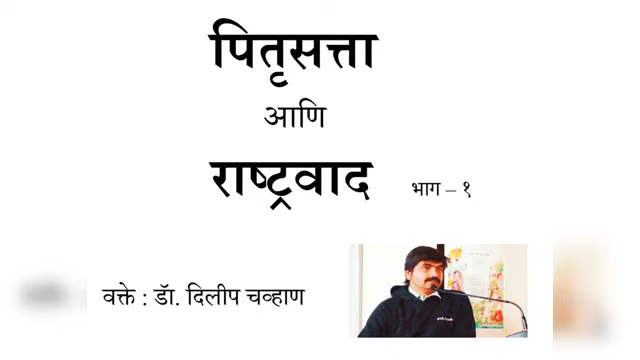 पितृसत्ता
आणि
राष्ट्रवाद भाग – १
वक्ते : डॉ. दिलीप चव्हाण